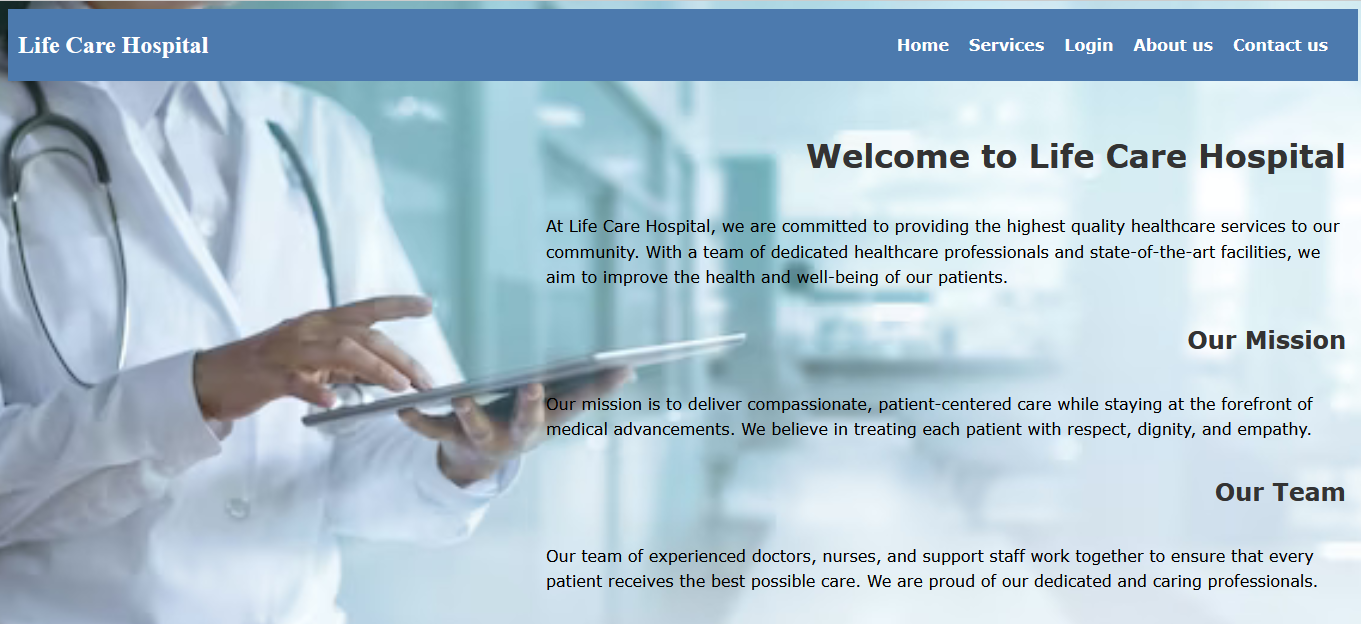 Life Care Hospital
Home Services Login About us Contact us
Welcome to Life Care Hospital
At Life Care Hospital, we are committed to providing the highest quality healthcare services to our
community. With a team of dedicated healthcare professionals and state-of-the-art facilities, we
aim to improve the health and well-being of our patients.
Our Mission
Our mission is to deliver compassionate, patient-centered care while staying at the forefront of
medical advancements. We believe in treating each patient with respect, dignity, and empathy.
Our Team
Our team of experienced doctors, nurses, and support staff work together to ensure that every
patient receives the best possible care. We are proud of our dedicated and caring professionals.